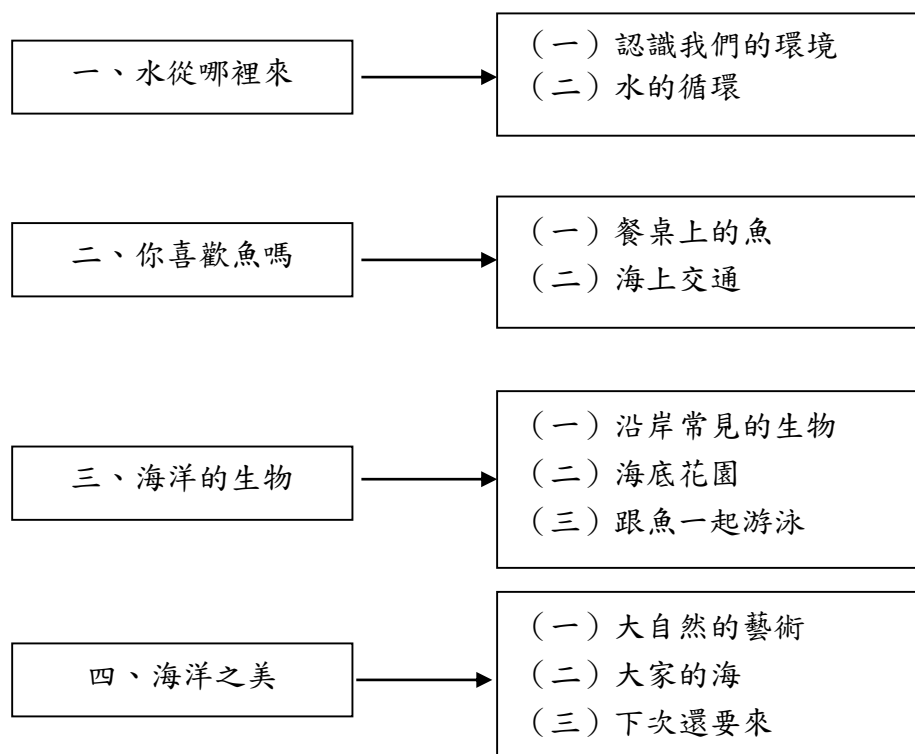 一、水從哪裡來
（一）認識我們的環境
（二）水的循環
二、你喜歡魚嗎
（一）餐桌上的魚
（二）海上交通
三、海洋的生物
（一）沿岸常見的生物
（二）海底花園
（三）跟魚一起游泳
四、海洋之美
（一）大自然的藝術
（二）大家的海
（三）下次還要來